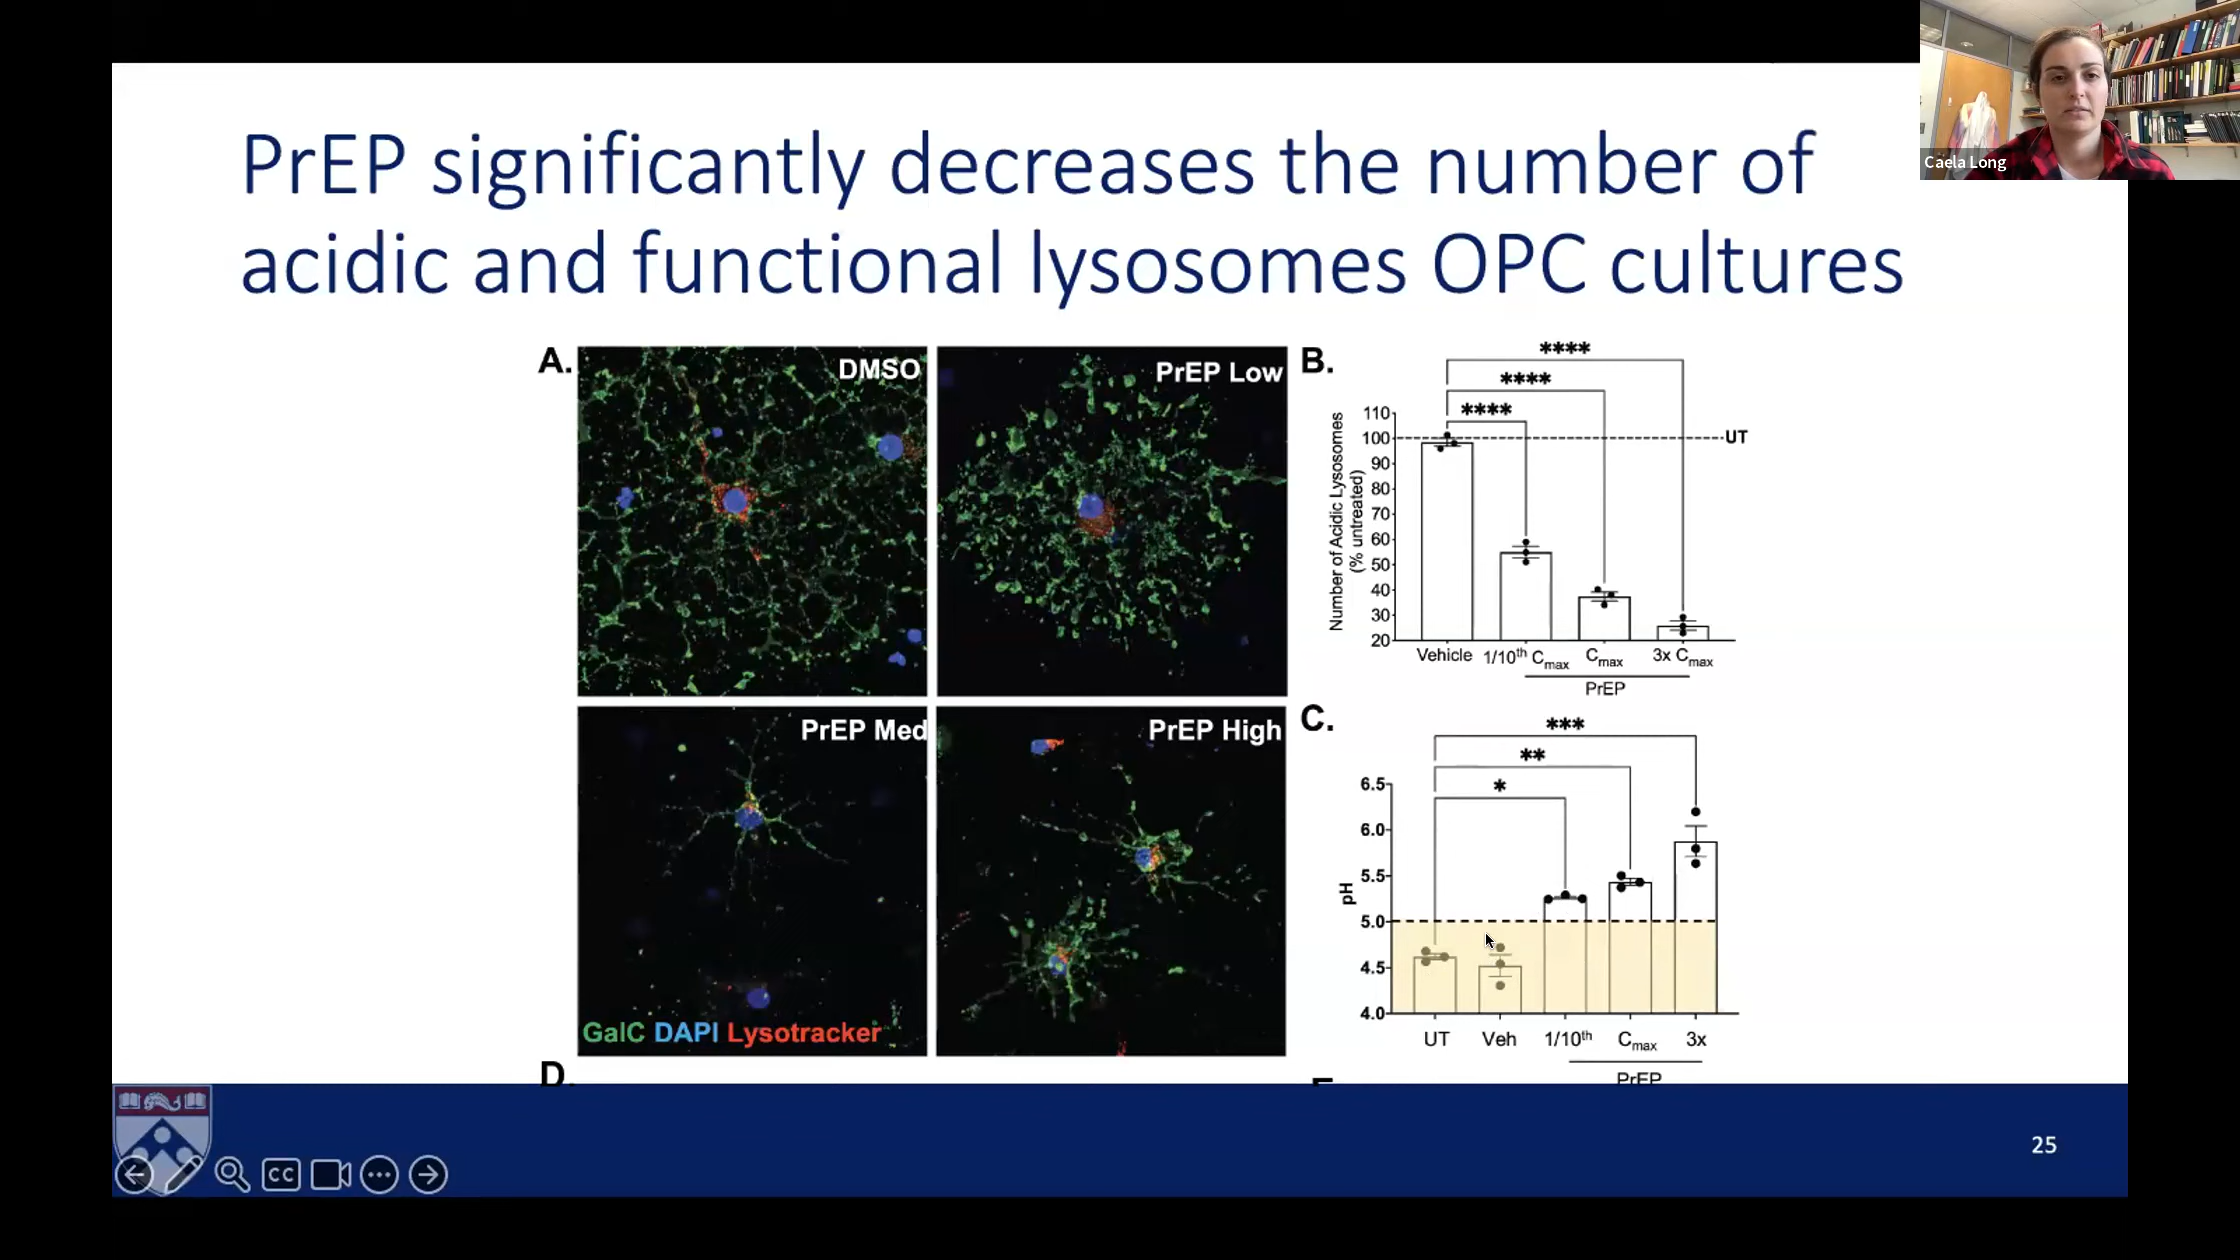 Caela Long
PrEP significantly decreases the number of
acidic and functional lysosomes OPC cultures
A.
DMSO
PrEP Low
PrEP Med
PrEP High
GalC DAPI Lysotracker
B.
****
****
****
Number of Acidic Lysosomes
(% untreated)
110
100
90
80
70
60
50
40
30
20
UT
Vehicle 1/10th Cmax Cmax 3x Cmax
PrEP
C.
***
**
*
pH
6.5
6.0
5.5
5.0
4.5
4.0
UT Veh 1/10th Cmax 3x
PrEP
D.
25
CC